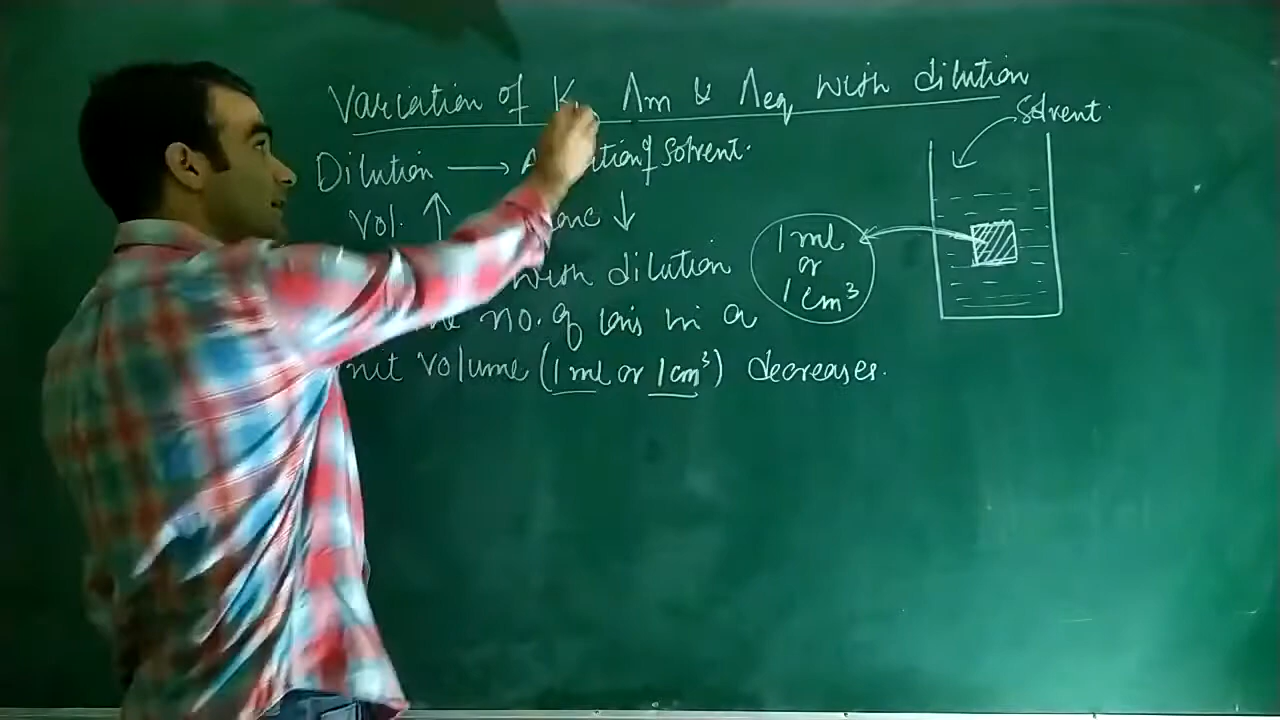 Variation of K, Λm & Λeq with dilution
Solvent.
Dilution → of Solvent.
Vol. ↑ ↓
1 ml
or
1 cm³
with dilution
no. of ions in a
volume (1 ml or 1 cm³) decreases.